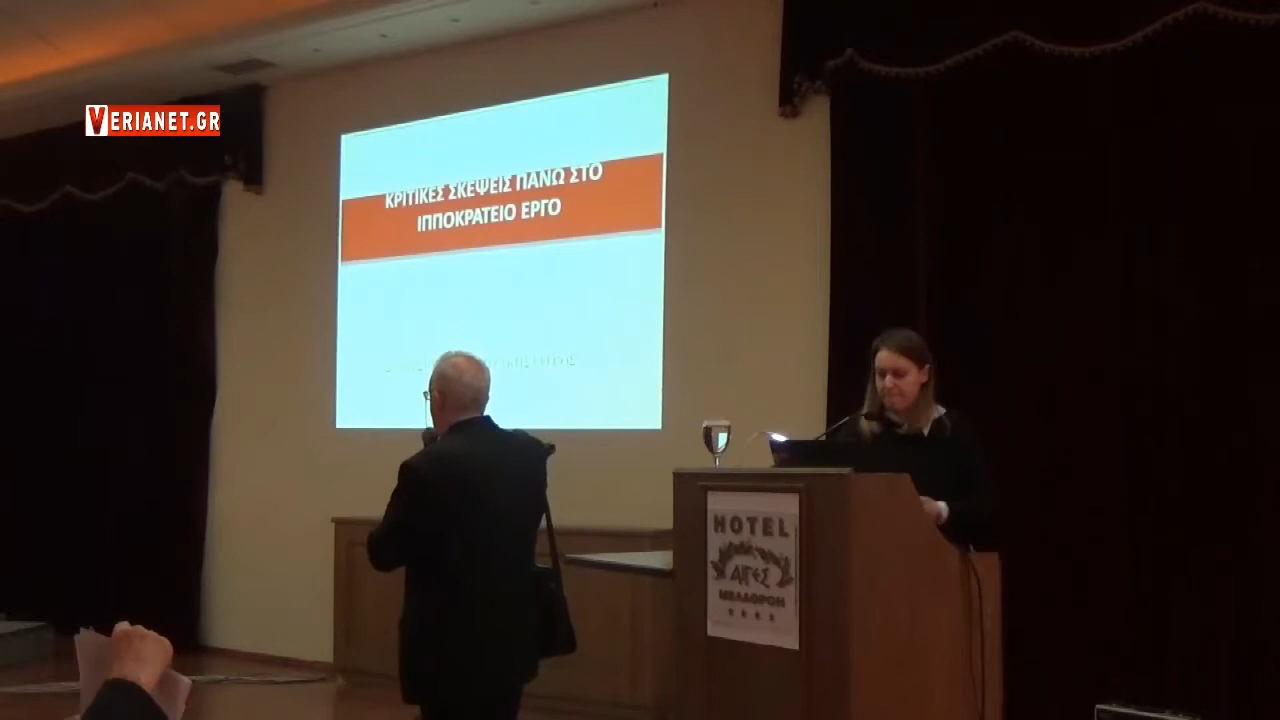 VERIANET.GR
ΚΡΙΤΙΚΕΣ ΣΚΕΨΕΙΣ ΠΑΝΩ ΣΤΟ
ΙΠΠΟΚΡΑΤΕΙΟ ΕΡΓΟ
HOTEL
ΑΙΓΕΣ
ΜΕΛΑΘΡΟΝ